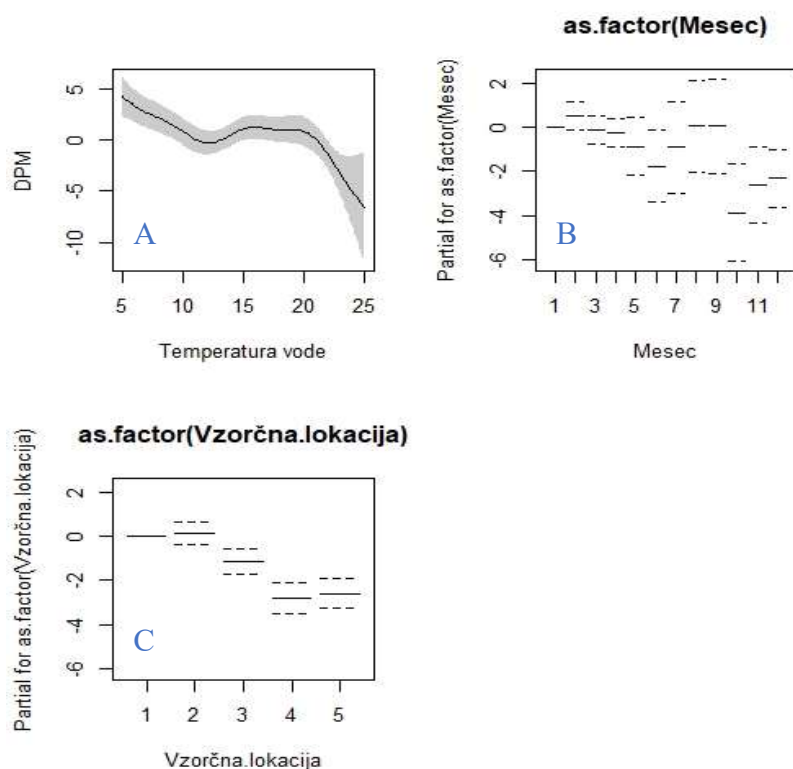 as.factor(Mesec)
DPM
5
0
-5
-10
A
5 10 15 20 25
Temperatura vode
Partial for as.factor(Mesec)
2
0
-2
-4
-6
B
1 3 5 7 9 11
Mesec
as.factor(Vzorčna.lokacija)
Partial for as.factor(Vzorčna.lokacija)
2
0
-2
-4
-6
C
1 2 3 4 5
Vzorčna.lokacija